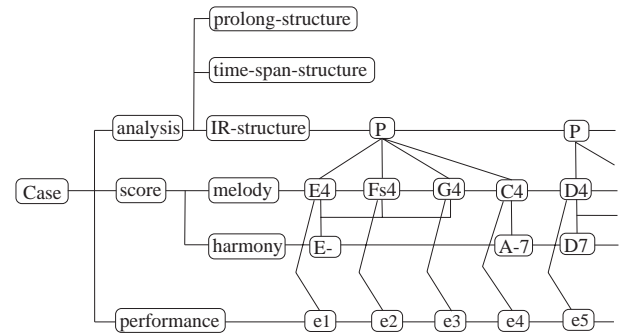 prolong-structure
time-span-structure
analysis IR-structure P P
Case score melody E4 Fs4 G4 C4 D4
harmony E- A-7 D7
performance e1 e2 e3 e4 e5